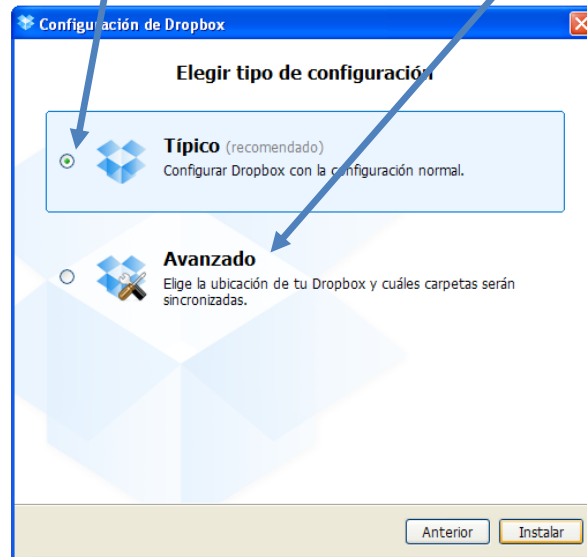 Configuración de Dropbox
Elegir tipo de configuración
Típico (recomendado)
Configurar Dropbox con la configuración normal.
Avanzado
Elige la ubicación de tu Dropbox y cuáles carpetas serán
sincronizadas.
Anterior Instalar